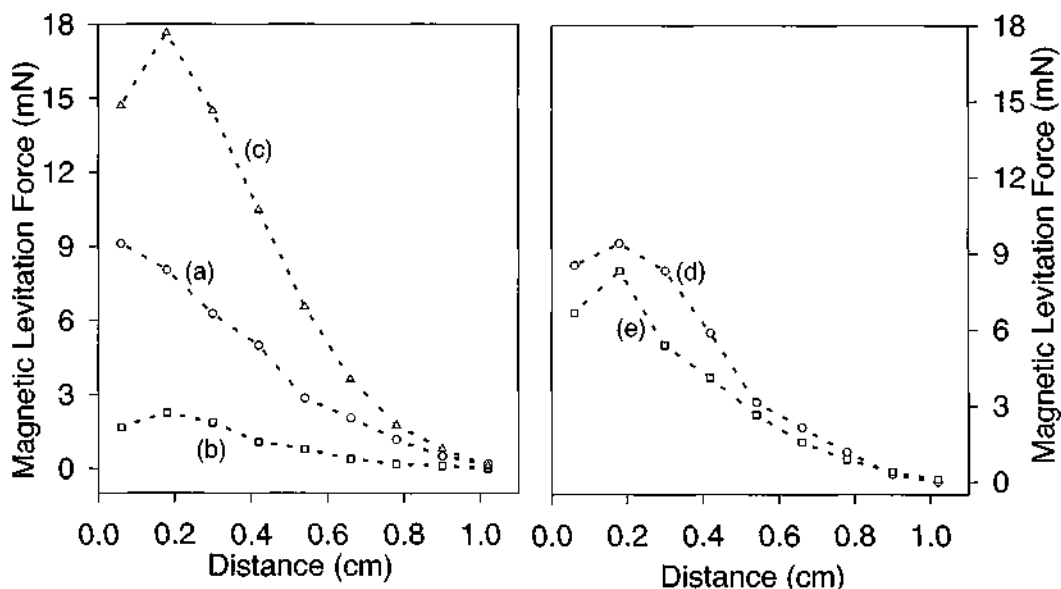 Magnetic Levitation Force (mN)
18
15
12
9
6
3
0
(c)
(a)
(b)
0.0 0.2 0.4 0.6 0.8 1.0
Distance (cm)
(d)
(e)
0.0 0.2 0.4 0.6 0.8 1.0
Distance (cm)
18
15
12
9
6
3
0
Magnetic Levitation Force (mN)